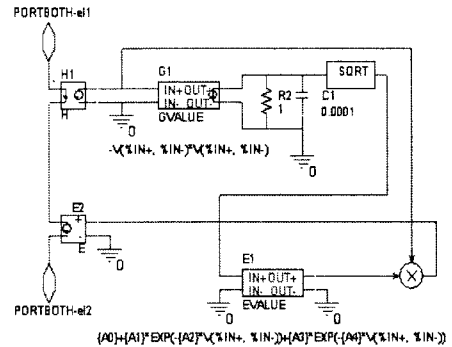 PORTBOTH-el1
H1
H
G1
IN+ OUT+
IN- OUT-
GVALUE
0
-V(%IN+, %IN-)*V(%IN+, %IN-)
R2
1
C1
0.0001
SQRT
0
E2
E
0
PORTBOTH-el2
E1
IN+ OUT+
IN- OUT-
EVALUE
0
0
{A0}+{A1}*EXP(-{A2}*V(%IN+, %IN-))+{A3}*EXP(-{A4}*V(%IN+, %IN-))